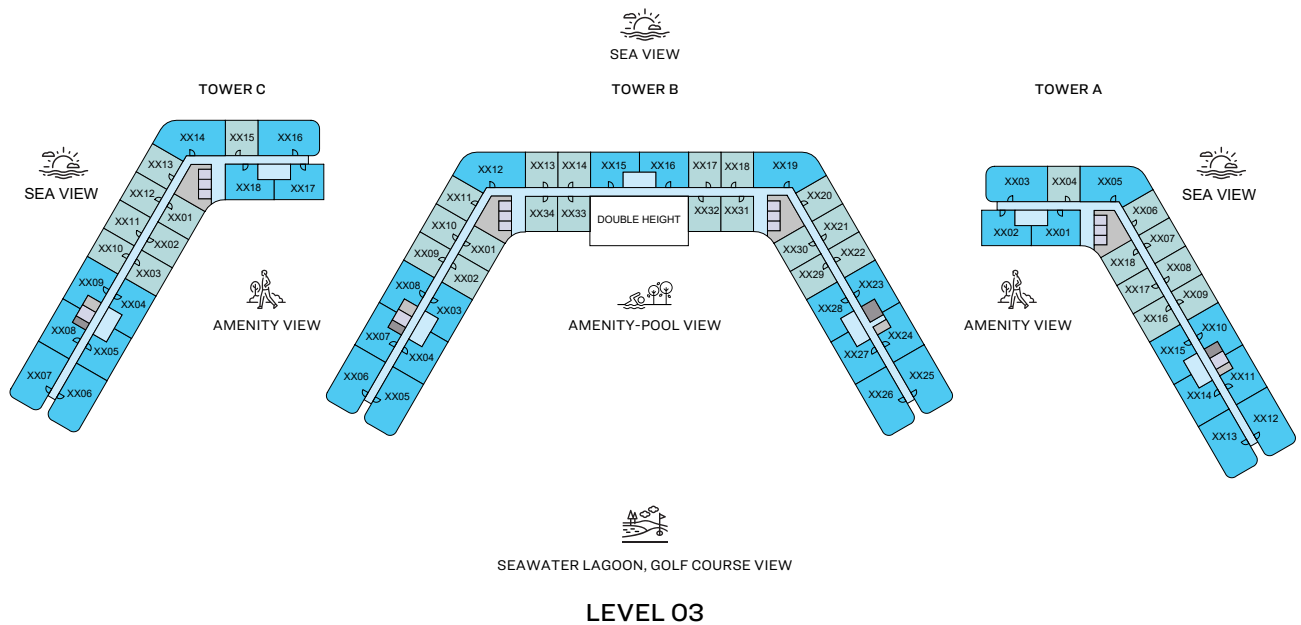 SEA VIEW
TOWER C
TOWER B
TOWER A
XX14
XX15
XX16
XX13
XX12
XX11
XX10
XX09
XX08
XX07
XX06
XX05
XX04
XX03
XX02
XX01
XX18
XX17
SEA VIEW
AMENITY VIEW
XX12
XX13
XX14
XX15
XX16
XX17
XX18
XX19
XX11
XX10
XX09
XX08
XX07
XX06
XX05
XX04
XX03
XX02
XX01
XX34
XX33
DOUBLE HEIGHT
XX32
XX31
XX20
XX21
XX22
XX23
XX24
XX25
XX26
XX27
XX28
XX29
XX30
AMENITY-POOL VIEW
XX03
XX04
XX05
XX02
XX01
XX06
XX07
XX08
XX09
XX10
XX11
XX12
XX13
XX14
XX15
XX16
XX17
XX18
SEA VIEW
AMENITY VIEW
SEAWATER LAGOON, GOLF COURSE VIEW
LEVEL 03